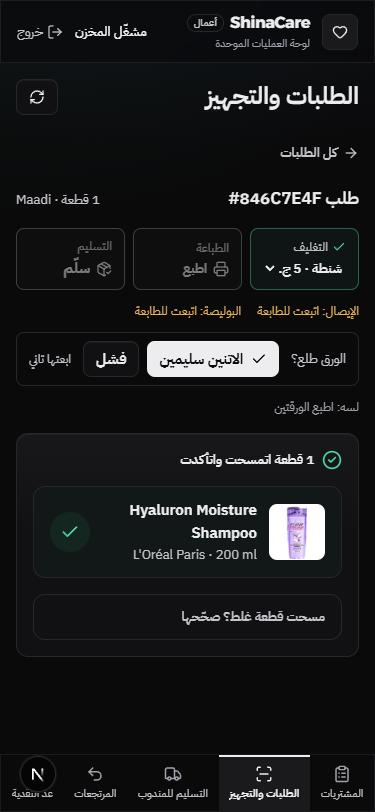 ShinaCare أعمال
لوحة العمليات الموحدة
مشغّل المخزن
خروج
الطلبات والتجهيز
كل الطلبات
طلب 846C7E4F#
1 قطعة · Maadi
التغليف
شنطة · 5 ج.
الطباعة
اطبع
التسليم
سلّم
الإيصال: اتبعت للطابعة
البوليصة: اتبعت للطابعة
الورق طلع؟
الاتنين سليمين
فشل
ابعتها تاني
لسه: اطبع الورقتين
1 قطعة اتمسحت واتأكدت
Hyaluron Moisture
Shampoo
L'Oréal Paris · 200 ml
مسحت قطعة غلط؟ صحّحها
المشتريات
الطلبات والتجهيز
التسليم للمندوب
المرتجعات
N